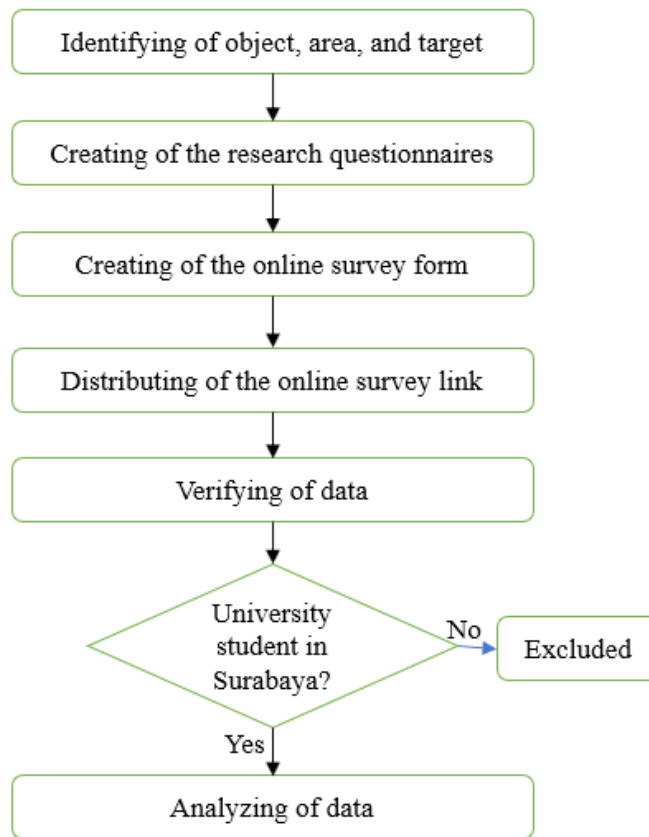 Identifying of object, area, and target
Creating of the research questionnaires
Creating of the online survey form
Distributing of the online survey link
Verifying of data
University
student in
Surabaya?
No
Excluded
Yes
Analyzing of data